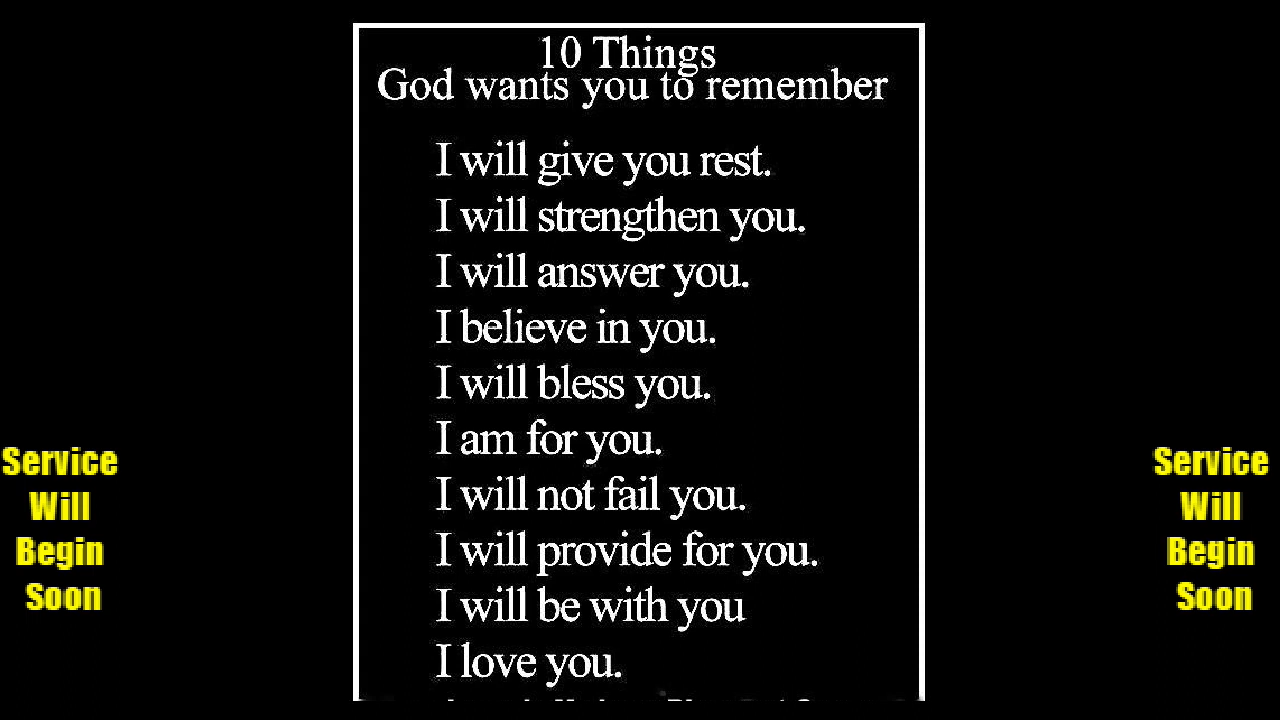 10 Things
God wants you to remember
I will give you rest.
I will strengthen you.
I will answer you.
I believe in you.
I will bless you.
I am for you.
I will not fail you.
I will provide for you.
I will be with you
I love you.
Service
Will
Begin
Soon
Service
Will
Begin
Soon